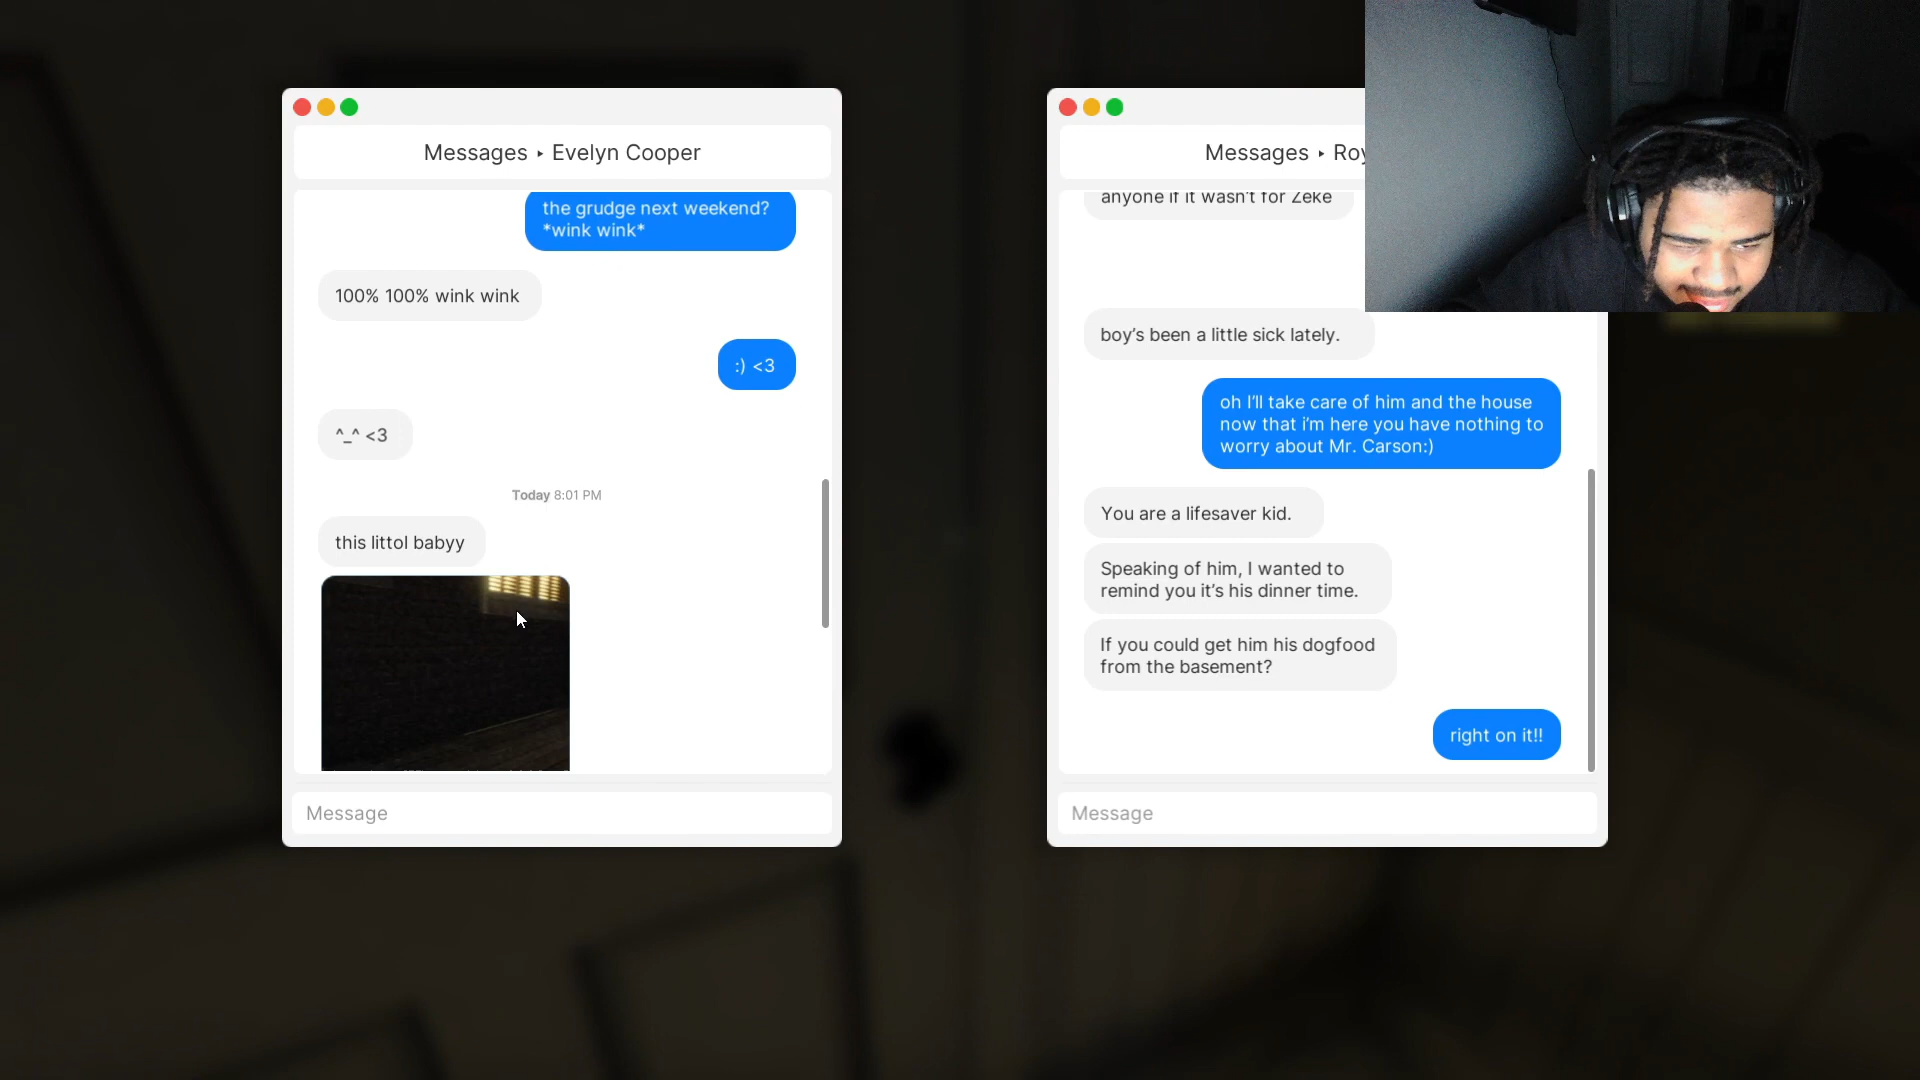 Messages ‣ Evelyn Cooper
the grudge next weekend?
*wink wink*
100% 100% wink wink
:) <3
^_^ <3
Today 8:01 PM
this littol babyy
Message
Messages ‣ Roy
anyone if it wasn't for Zeke
boy's been a little sick lately.
oh I'll take care of him and the house
now that i'm here you have nothing to
worry about Mr. Carson:)
You are a lifesaver kid.
Speaking of him, I wanted to
remind you it's his dinner time.
If you could get him his dogfood
from the basement?
right on it!!
Message